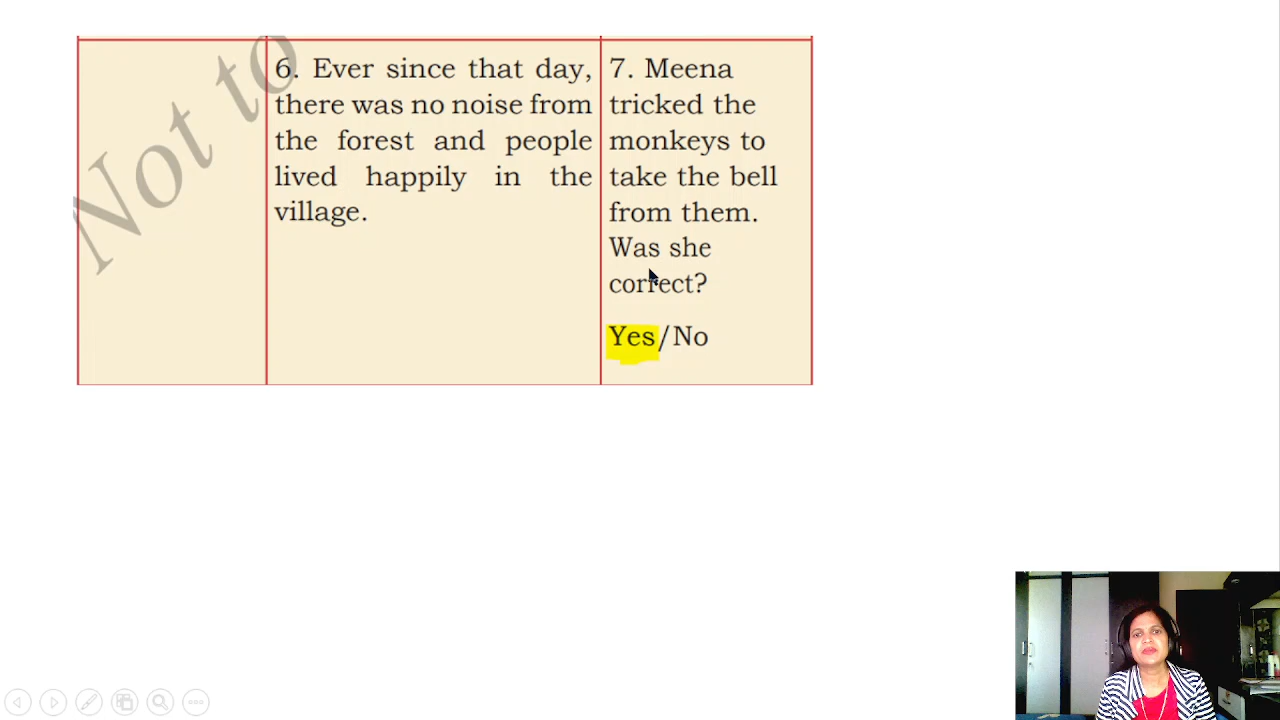 Not to
6. Ever since that day,
there was no noise from
the forest and people
lived happily in the
village.
7. Meena
tricked the
monkeys to
take the bell
from them.
Was she
correct?
Yes/No